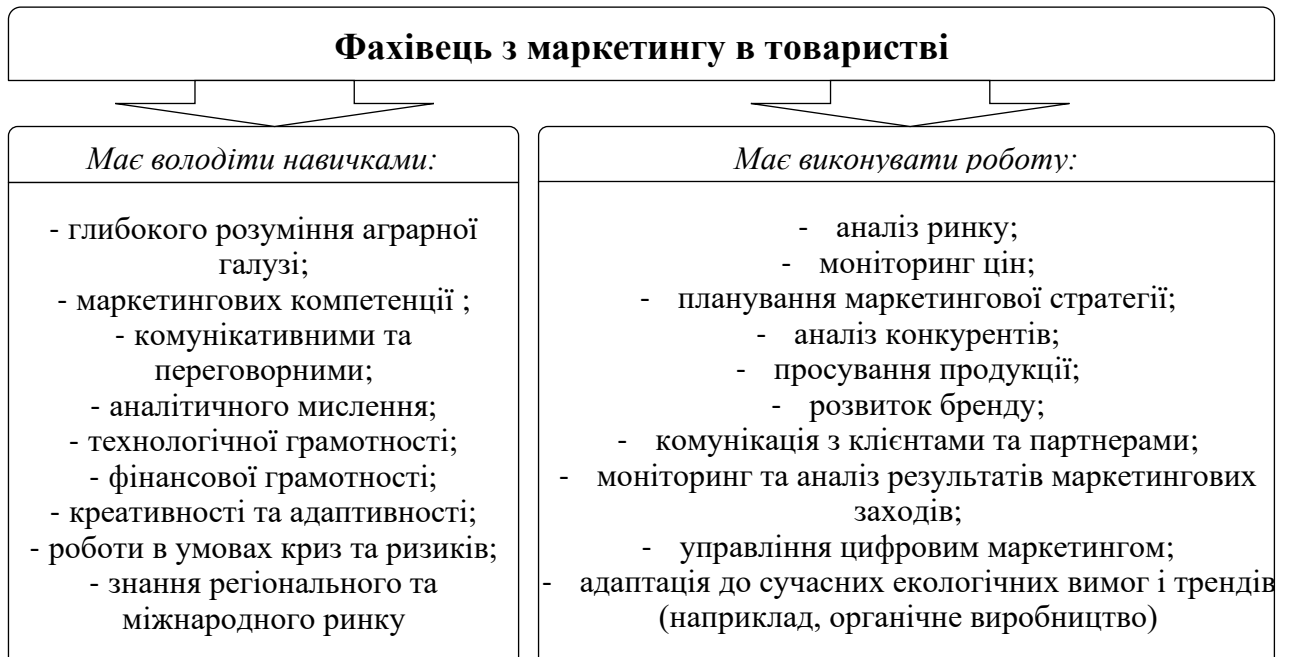 Фахівець з маркетингу в товаристві
Має володіти навичками:
- глибокого розуміння аграрної
галузі;
- маркетингових компетенції ;
- комунікативними та
переговорними;
- аналітичного мислення;
- технологічної грамотності;
- фінансової грамотності;
- креативності та адаптивності;
- роботи в умовах криз та ризиків;
- знання регіонального та
міжнародного ринку
Має виконувати роботу:
- аналіз ринку;
- моніторинг цін;
- планування маркетингової стратегії;
- аналіз конкурентів;
- просування продукції;
- розвиток бренду;
- комунікація з клієнтами та партнерами;
- моніторинг та аналіз результатів маркетингових
заходів;
- управління цифровим маркетингом;
- адаптація до сучасних екологічних вимог і трендів
(наприклад, органічне виробництво)